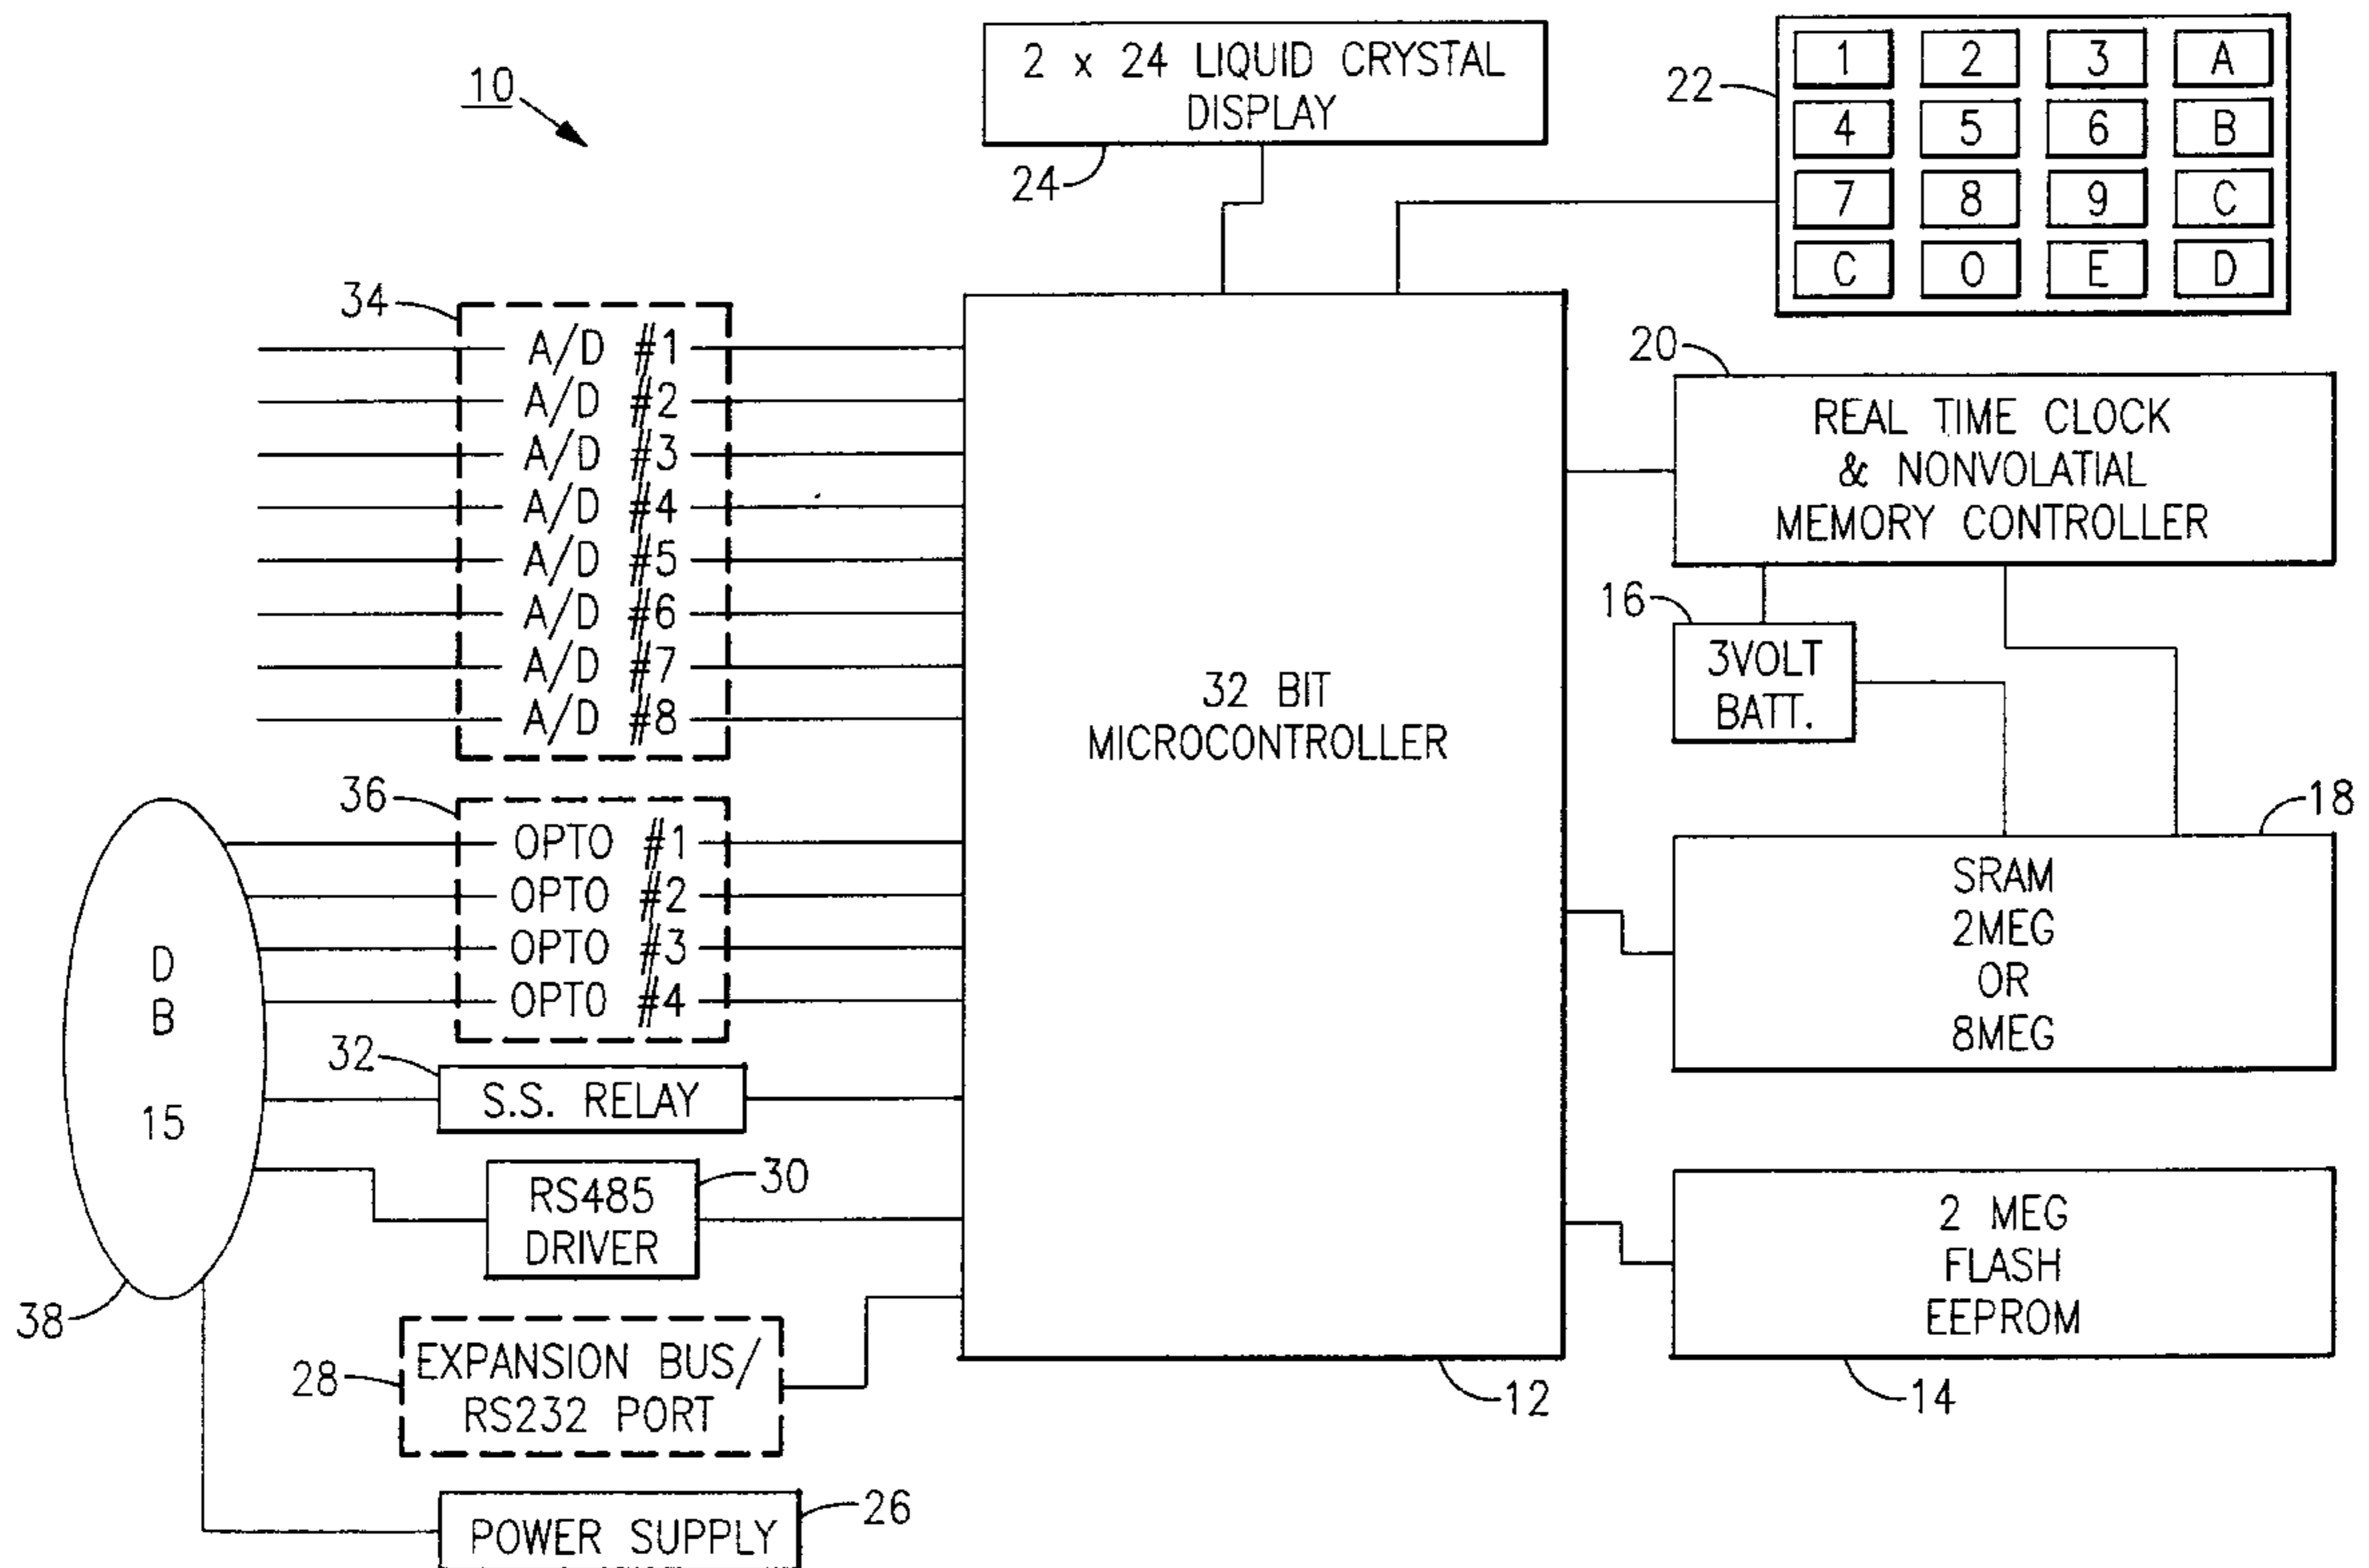 10
2 x 24 LIQUID CRYSTAL
DISPLAY
24
22
1 2 3 A
4 5 6 B
7 8 9 C
C 0 E D
34
A/D #1
A/D #2
A/D #3
A/D #4
A/D #5
A/D #6
A/D #7
A/D #8
36
OPTO #1
OPTO #2
OPTO #3
OPTO #4
D
B
15
38
32
S.S. RELAY
RS485
DRIVER
30
28
EXPANSION BUS/
RS232 PORT
POWER SUPPLY
26
32 BIT
MICROCONTROLLER
12
20
REAL TIME CLOCK
& NONVOLATIAL
MEMORY CONTROLLER
16
3VOLT
BATT.
18
SRAM
2MEG
OR
8MEG
2 MEG
FLASH
EEPROM
14